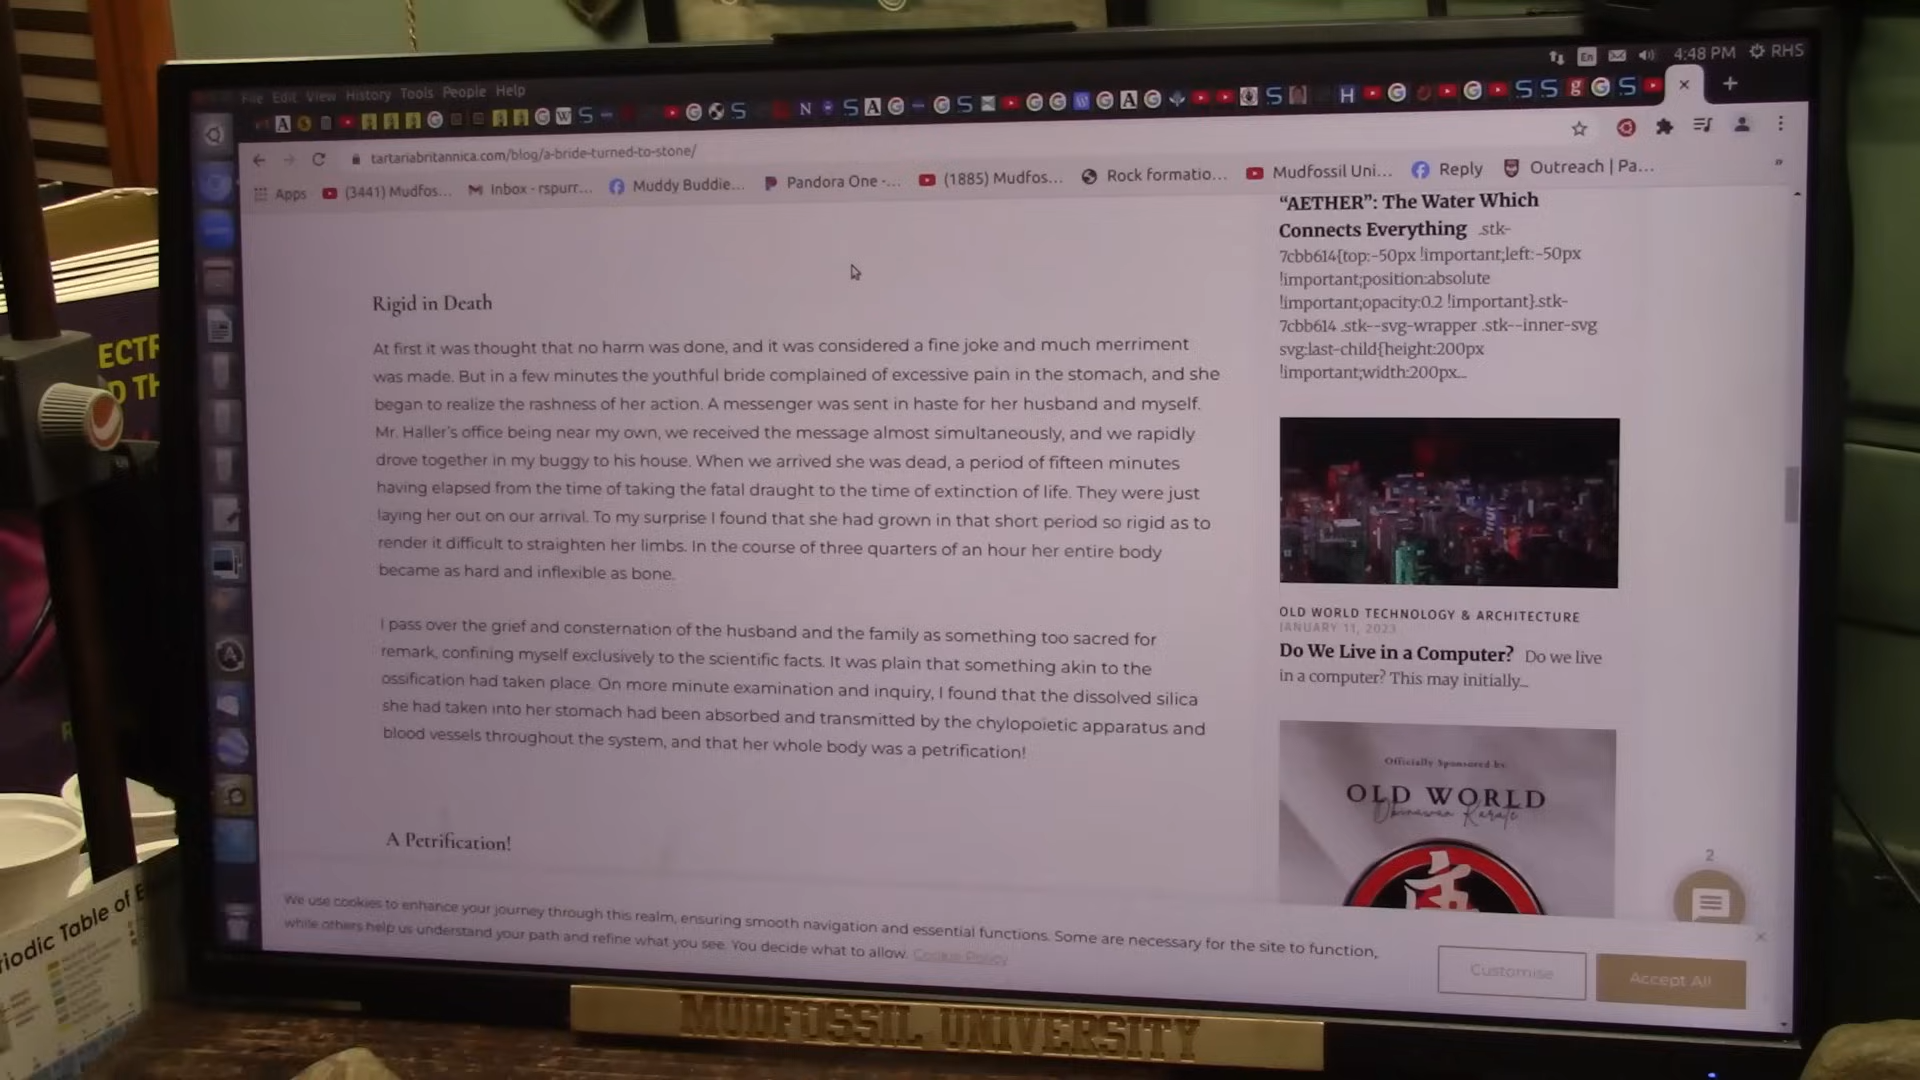 File Edit View History Tools People Help
4:48 PM RHS
tartariabritannica.com/blog/a-bride-turned-to-stone/
Apps (3441) Mudfos... Inbox - rspurr... Muddy Buddie... Pandora One -... (1885) Mudfos... Rock formatio... Mudfossil Uni... Reply Outreach | Pa...
Rigid in Death
At first it was thought that no harm was done, and it was considered a fine joke and much merriment
was made. But in a few minutes the youthful bride complained of excessive pain in the stomach, and she
began to realize the rashness of her action. A messenger was sent in haste for her husband and myself.
Mr. Haller's office being near my own, we received the message almost simultaneously, and we rapidly
drove together in my buggy to his house. When we arrived she was dead, a period of fifteen minutes
having elapsed from the time of taking the fatal draught to the time of extinction of life. They were just
laying her out on our arrival. To my surprise I found that she had grown in that short period so rigid as to
render it difficult to straighten her limbs. In the course of three quarters of an hour her entire body
became as hard and inflexible as bone.
I pass over the grief and consternation of the husband and the family as something too sacred for
remark, confining myself exclusively to the scientific facts. It was plain that something akin to the
ossification had taken place. On more minute examination and inquiry, I found that the dissolved silica
she had taken into her stomach had been absorbed and transmitted by the chylopoietic apparatus and
blood vessels throughout the system, and that her whole body was a petrification!
A Petrification!
"AETHER": The Water Which
Connects Everything .stk-
7cbb614{top:-50px !important;left:-50px
!important;position:absolute
!important;opacity:0.2 !important}.stk-
7cbb614 .stk--svg-wrapper .stk--inner-svg
svg:last-child{height:200px
!important;width:200px...
OLD WORLD TECHNOLOGY & ARCHITECTURE
JANUARY 11, 2023
Do We Live in a Computer? Do we live
in a computer? This may initially...
Officially Sponsored by:
OLD WORLD
Okinawan Karate
2
We use cookies to enhance your journey through this realm, ensuring smooth navigation and essential functions. Some are necessary for the site to function,
while others help us understand your path and refine what you see. You decide what to allow. Cookie Policy
Customise
Accept All
MUDFOSSIL UNIVERSITY
ECTR
D TH
riodic Table of E